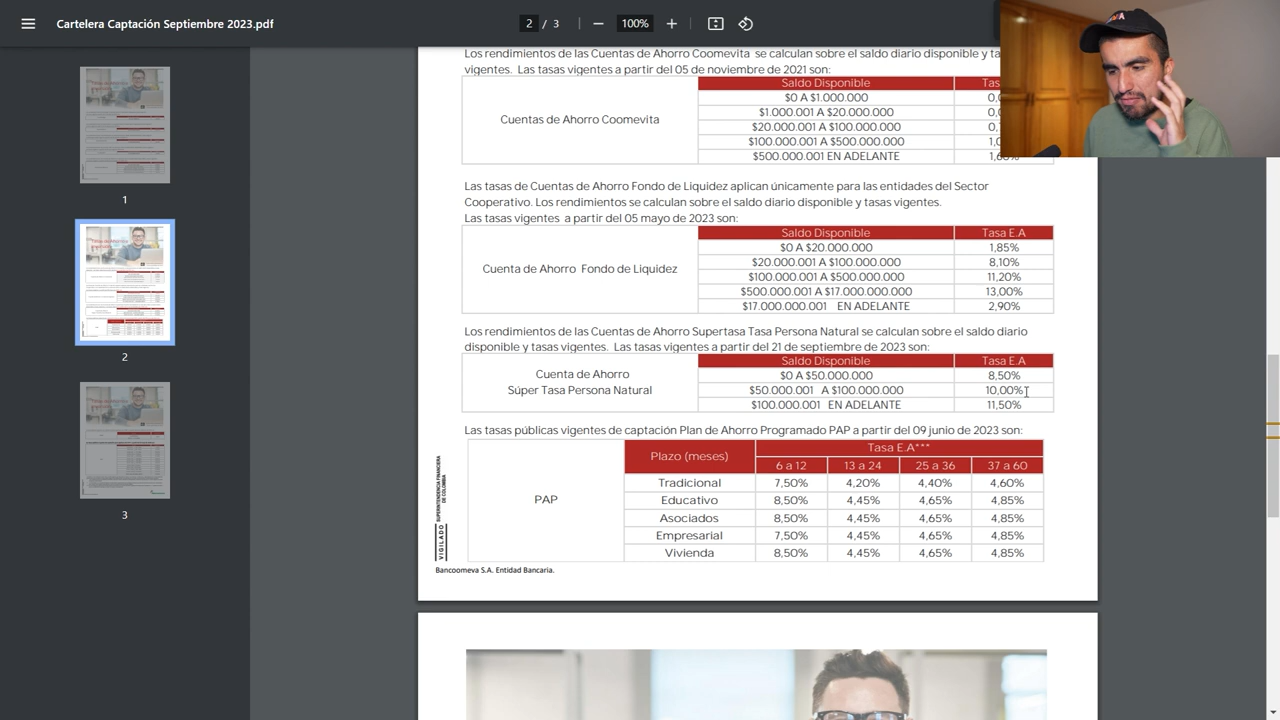 Cartelera Captación Septiembre 2023.pdf
2 / 3
100%
1
2
3
Los rendimientos de las Cuentas de Ahorro Coomevita se calculan sobre el saldo diario disponible y
vigentes. Las tasas vigentes a partir del 05 de noviembre de 2021 son:
Saldo Disponible
Cuentas de Ahorro Coomevita
$0 A $1.000.000
$1.000.001 A $20.000.000
$20.000.001 A $100.000.000
$100.000.001 A $500.000.000
$500.000.001 EN ADELANTE
Las tasas de Cuentas de Ahorro Fondo de Liquidez aplican únicamente para las entidades del Sector
Cooperativo. Los rendimientos se calculan sobre el saldo diario disponible y tasas vigentes.
Las tasas vigentes a partir del 05 mayo de 2023 son:
Saldo Disponible Tasa E.A
Cuenta de Ahorro Fondo de Liquidez
$0 A $20.000.000 1,85%
$20.000.001 A $100.000.000 8,10%
$100.000.001 A $500.000.000 11,20%
$500.000.001 A $17.000.000.000 13,00%
$17.000.000.001 EN ADELANTE 2,90%
Los rendimientos de las Cuentas de Ahorro Supertasa Tasa Persona Natural se calculan sobre el saldo diario
disponible y tasas vigentes. Las tasas vigentes a partir del 21 de septiembre de 2023 son:
Saldo Disponible Tasa E.A
Cuenta de Ahorro
Súper Tasa Persona Natural
$0 A $50.000.000 8,50%
$50.000.001 A $100.000.000 10,00%
$100.000.001 EN ADELANTE 11,50%
Las tasas públicas vigentes de captación Plan de Ahorro Programado PAP a partir del 09 junio de 2023 son:
Plazo (meses) Tasa E.A***
6 a 12 13 a 24 25 a 36 37 a 60
PAP
Tradicional 7,50% 4,20% 4,40% 4,60%
Educativo 8,50% 4,45% 4,65% 4,85%
Asociados 8,50% 4,45% 4,65% 4,85%
Empresarial 7,50% 4,45% 4,65% 4,85%
Vivienda 8,50% 4,45% 4,65% 4,85%
VIGILADO SUPERINTENDENCIA FINANCIERA
DE COLOMBIA
Bancoomeva S.A. Entidad Bancaria.